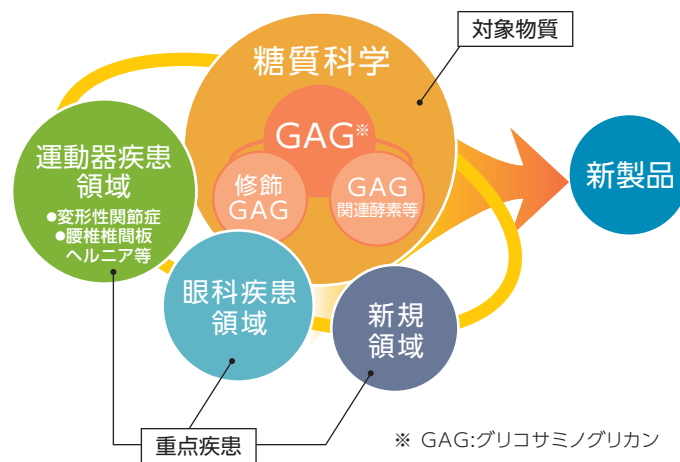 対象物質
糖質科学
GAG※
修飾
GAG
GAG
関連酵素等
運動器疾患
領域
●変形性関節症
●腰椎椎間板
ヘルニア等
新製品
眼科疾患
領域
新規
領域
重点疾患
※ GAG:グリコサミノグリカン